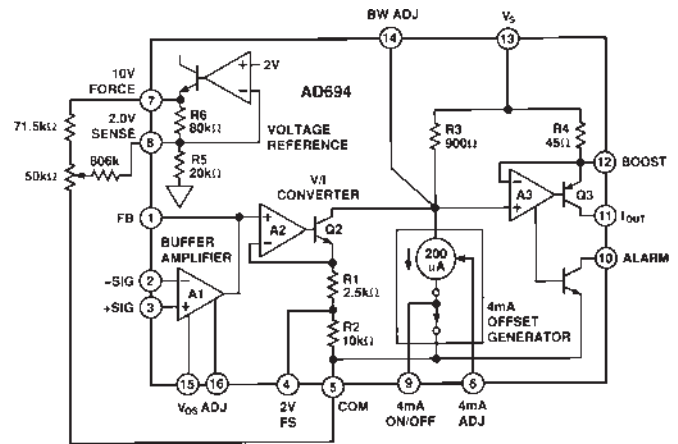 BW ADJ
14
VS
13
10V
FORCE
7
2V
AD694
R6
80kΩ
VOLTAGE
REFERENCE
71.5kΩ
2.0V
SENSE
8
R5
20kΩ
806k
50kΩ
R3
900Ω
R4
45Ω
12
BOOST
V/I
CONVERTER
A3
Q3
11
IOUT
FB
1
A2
Q2
BUFFER
AMPLIFIER
200
µA
10
ALARM
–SIG
2
A1
+SIG
3
R1
2.5kΩ
R2
10kΩ
4mA
OFFSET
GENERATOR
15
16
4
5
9
6
VOS ADJ
2V
FS
COM
4mA
ON/OFF
4mA
ADJ